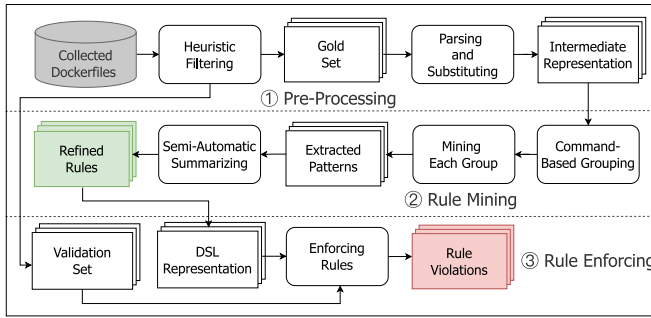 Collected
Dockerfiles
Heuristic
Filtering
Gold
Set
Parsing
and
Substituting
Intermediate
Representation
① Pre-Processing
Refined
Rules
Semi-Automatic
Summarizing
Extracted
Patterns
Mining
Each Group
Command-
Based Grouping
② Rule Mining
Validation
Set
DSL
Representation
Enforcing
Rules
Rule
Violations
③ Rule Enforcing